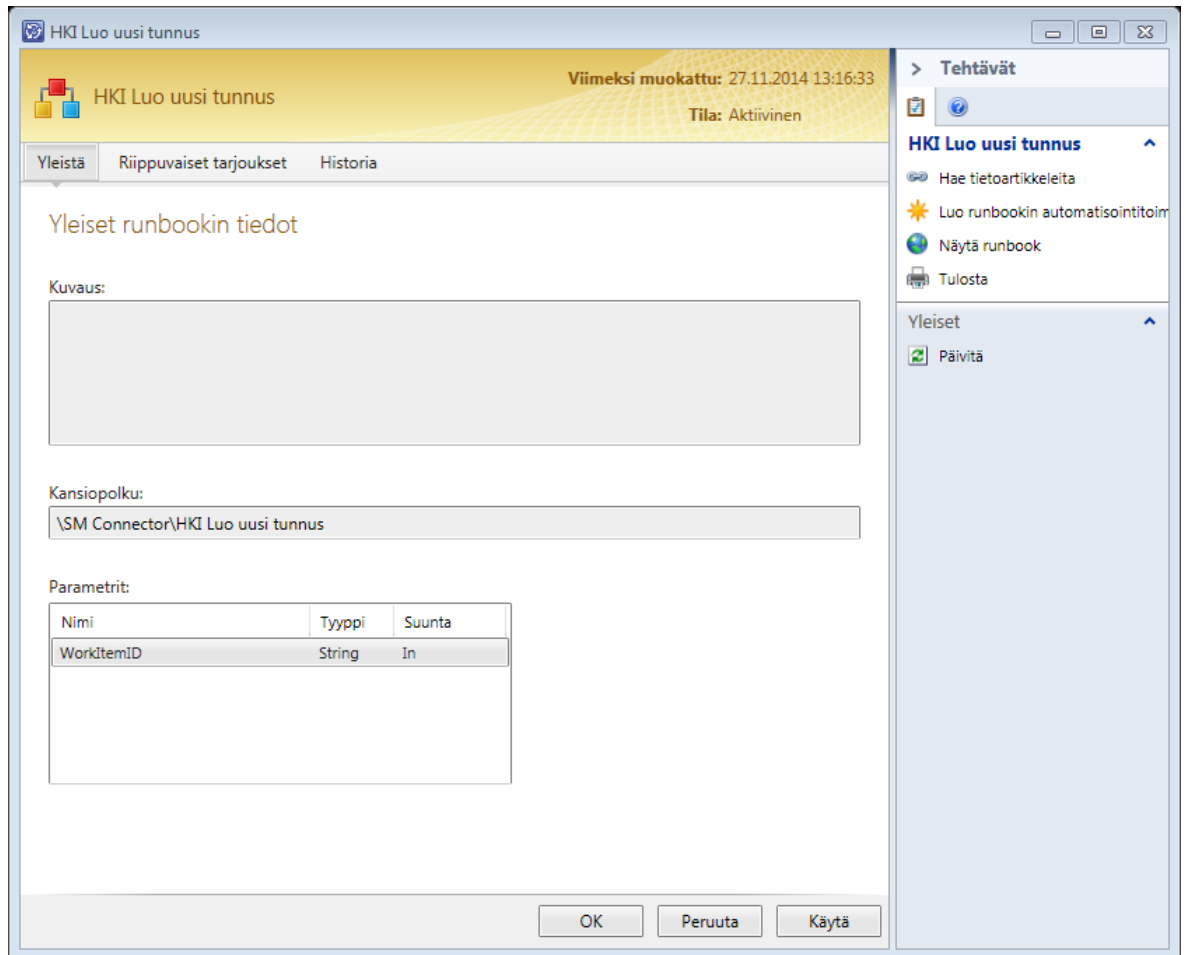 HKI Luo uusi tunnus
HKI Luo uusi tunnus
Viimeksi muokattu: 27.11.2014 13:16:33
Tila: Aktiivinen
Yleistä Riippuvaiset tarjoukset Historia
Yleiset runbookin tiedot
Kuvaus:
Kansiopolku:
\SM Connector\HKI Luo uusi tunnus
Parametrit:
Nimi Tyyppi Suunta
WorkItemID String In
OK Peruuta Käytä
> Tehtävät
HKI Luo uusi tunnus
Hae tietoartikkeleita
Luo runbookin automatisointitoim
Näytä runbook
Tulosta
Yleiset
Päivitä